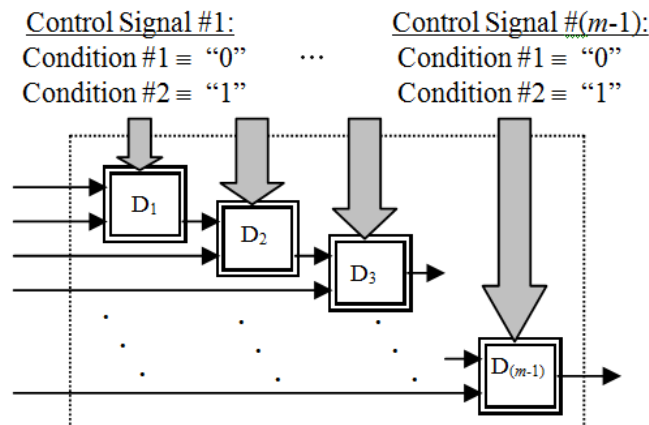 Control Signal #1: Control Signal #(m-1):
Condition #1 ≡ “0” ... Condition #1 ≡ “0”
Condition #2 ≡ “1” Condition #2 ≡ “1”
D1
D2
D3
D(m-1)